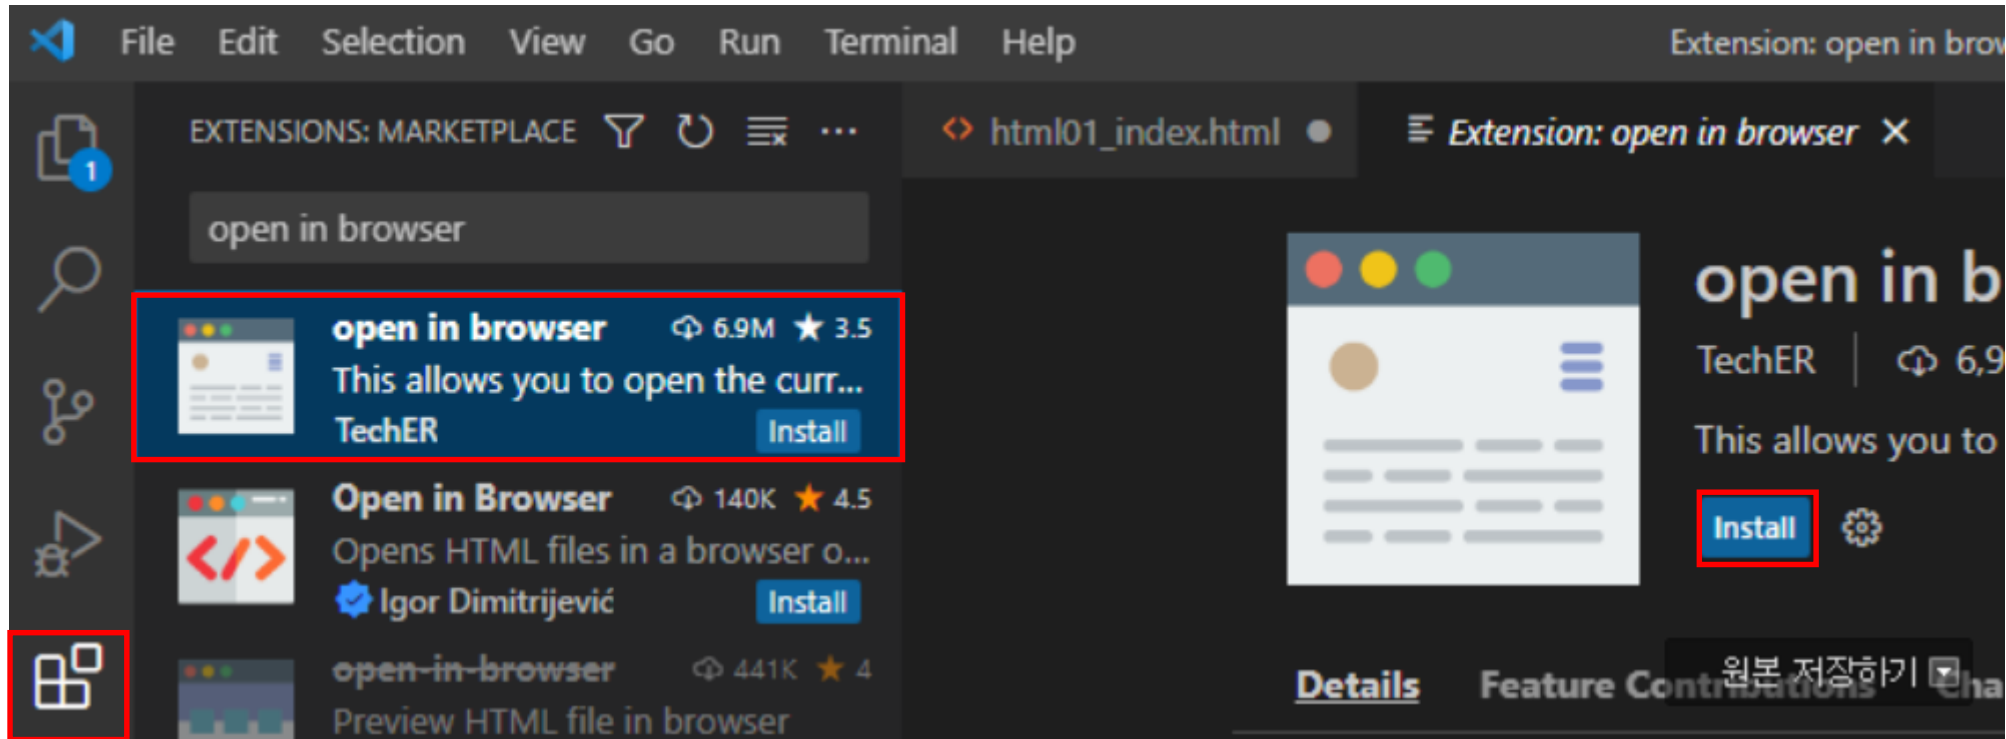 File Edit Selection View Go Run Terminal Help
Extension: open in brow
EXTENSIONS: MARKETPLACE
html01_index.html
Extension: open in browser
1
open in browser
open in browser 6.9M 3.5
This allows you to open the curr...
TechER Install
Open in Browser 140K 4.5
Opens HTML files in a browser o...
Igor Dimitrijević Install
open-in-browser 441K 4
Preview HTML file in browser
open in b
TechER 6,9
This allows you to
Install
원본 저장하기
Details Feature Contributions Cha